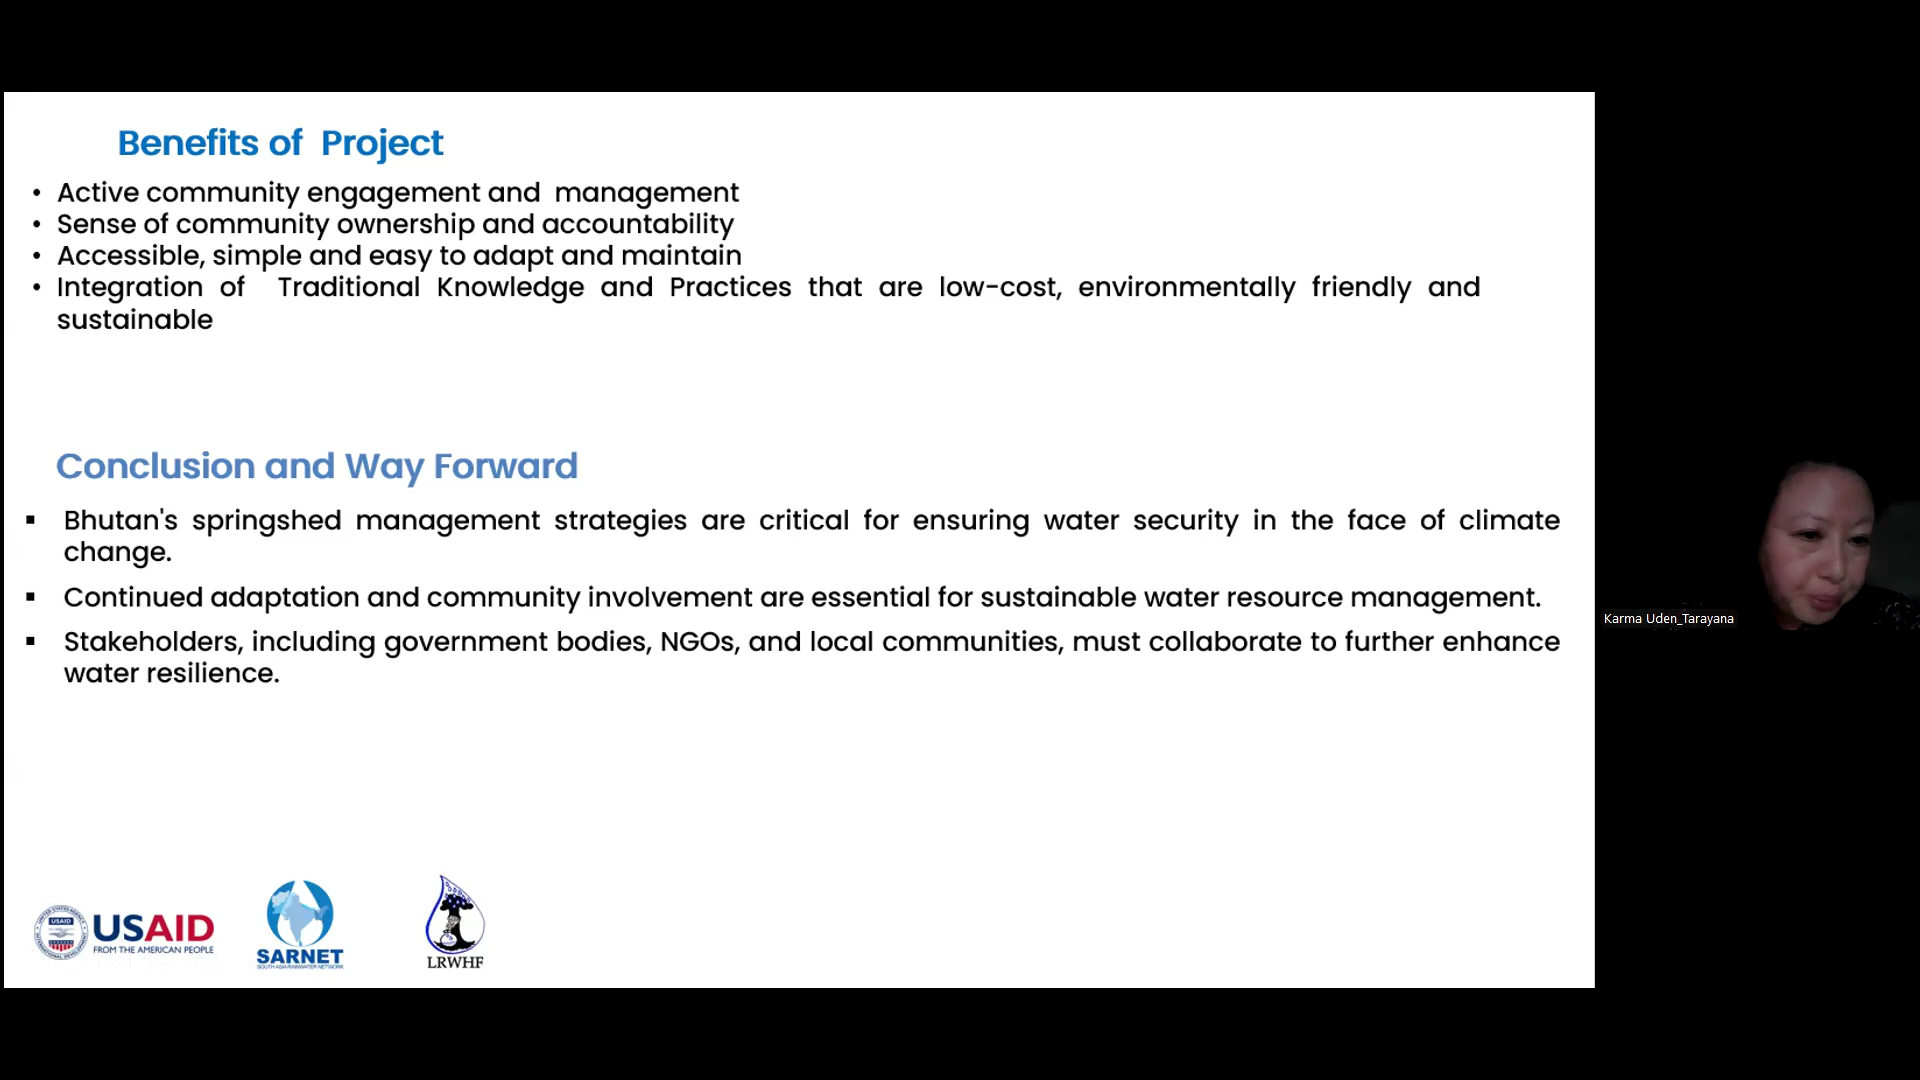 Benefits of Project
• Active community engagement and management
• Sense of community ownership and accountability
• Accessible, simple and easy to adapt and maintain
• Integration of Traditional Knowledge and Practices that are low-cost, environmentally friendly and
sustainable
Conclusion and Way Forward
▪ Bhutan's springshed management strategies are critical for ensuring water security in the face of climate
change.
▪ Continued adaptation and community involvement are essential for sustainable water resource management.
▪ Stakeholders, including government bodies, NGOs, and local communities, must collaborate to further enhance
water resilience.
Karma Uden_Tarayana
USAID
USAID
FROM THE AMERICAN PEOPLE
SARNET
SOUTH ASIA RAINWATER NETWORK
LRWHF